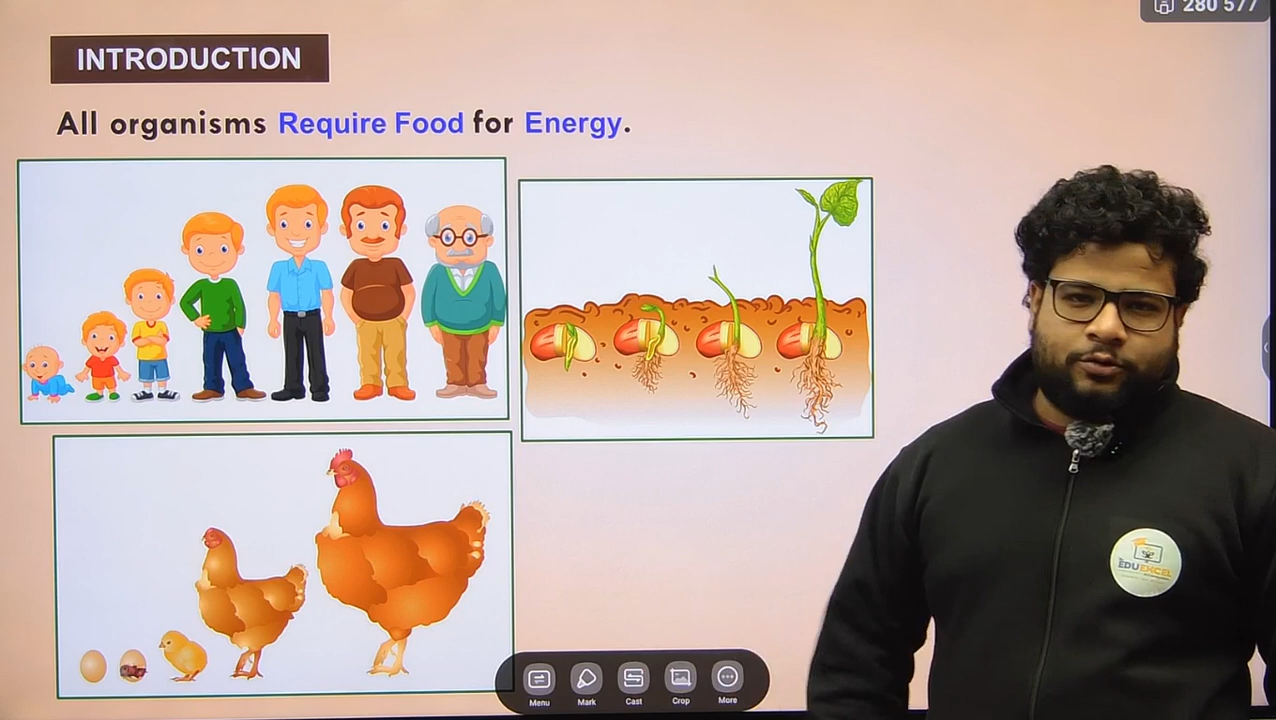 280 577
INTRODUCTION
All organisms Require Food for Energy.
EDUEXCEL
Menu Mark Cast Crop More